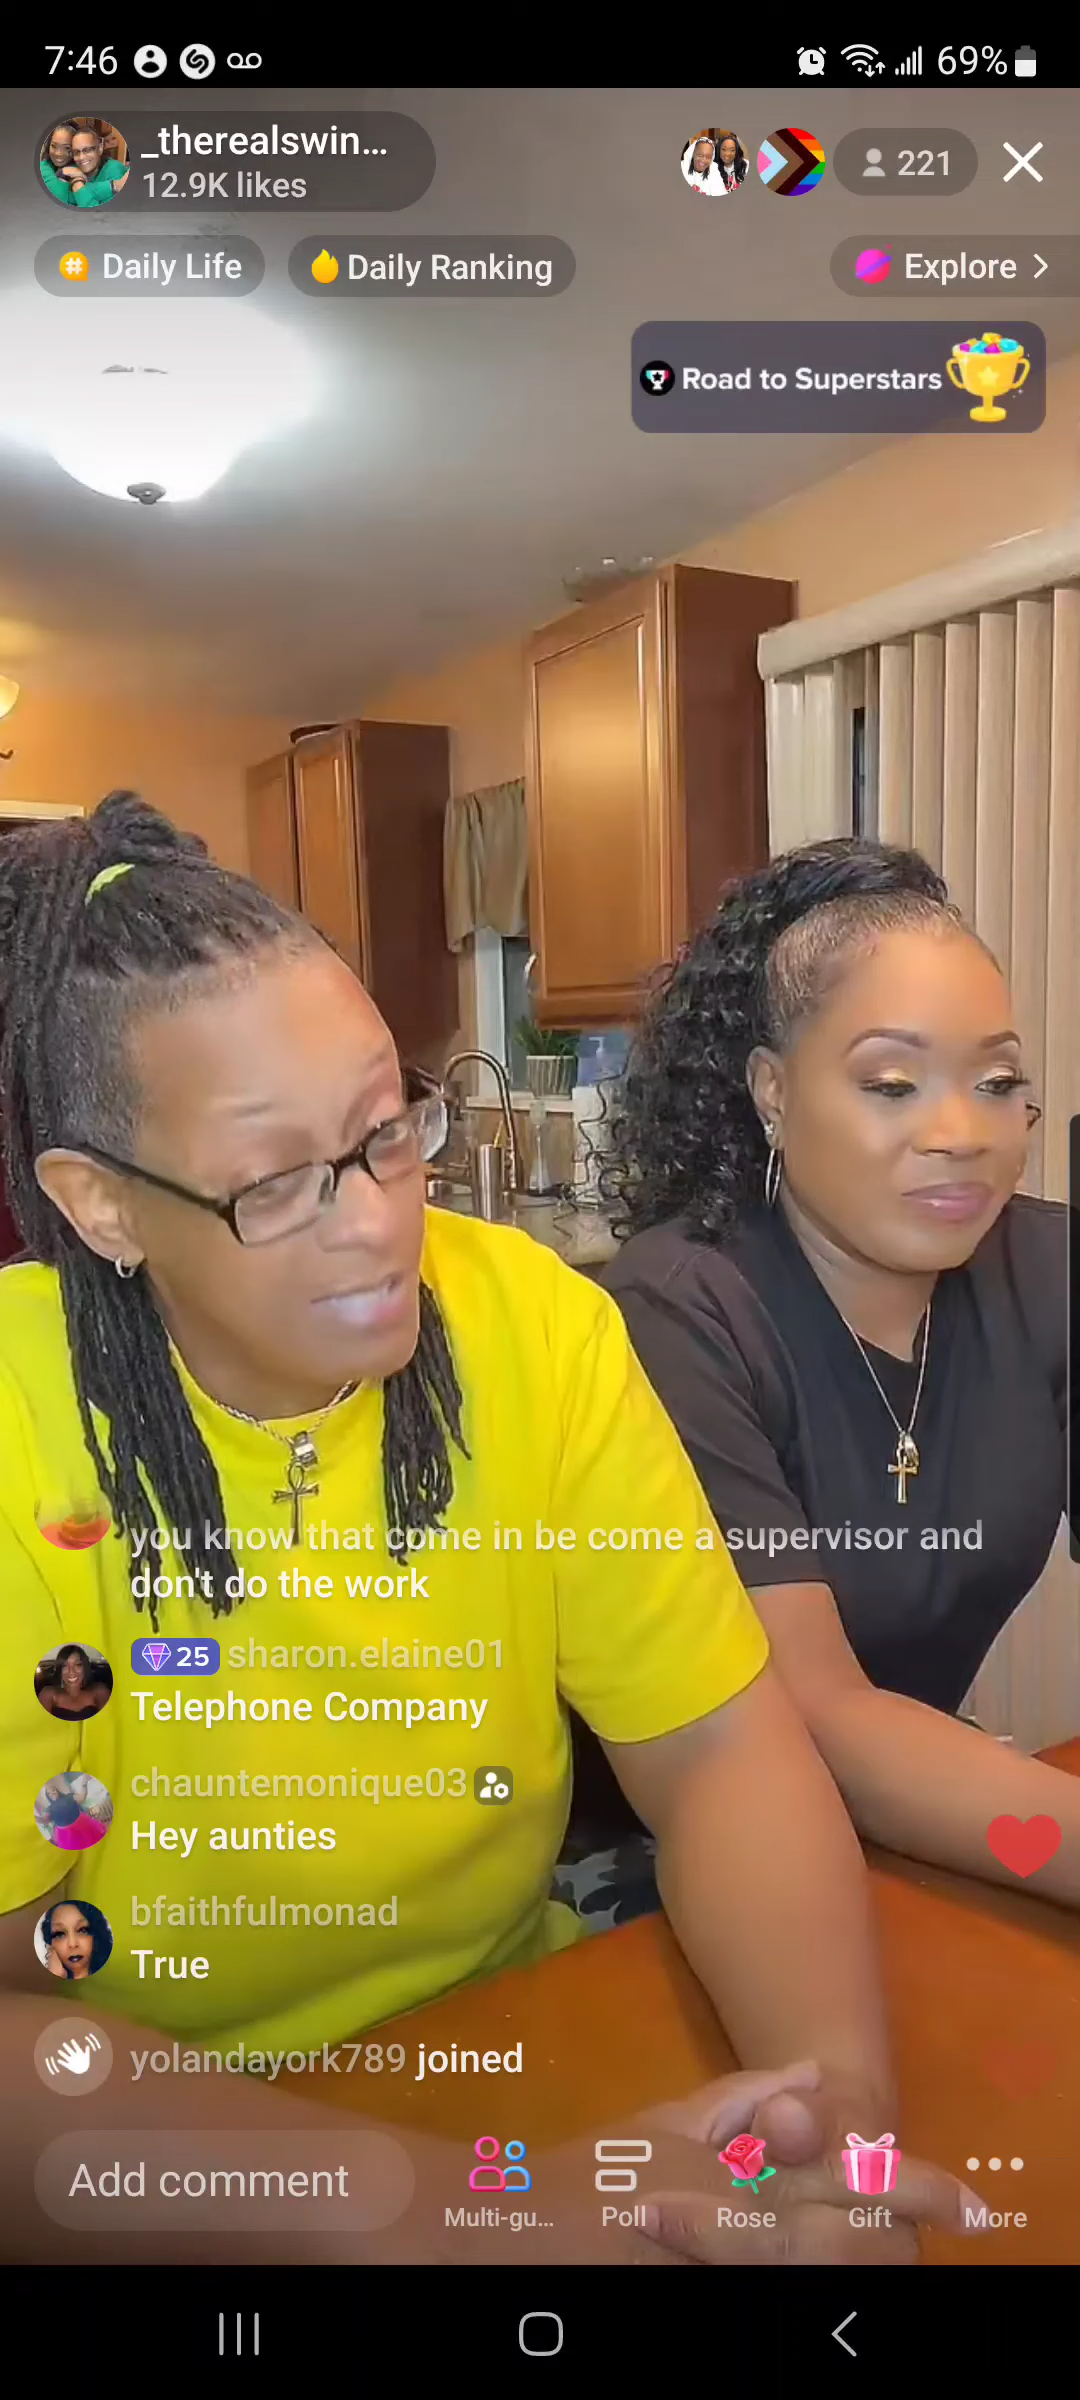 7:46
69%
_therealswin...
12.9K likes
221
Daily Life
Daily Ranking
Explore
Road to Superstars
you know that come in be come a supervisor and
don't do the work
25 sharon.elaine01
Telephone Company
chauntemonique03
Hey aunties
bfaithfulmonad
True
yolandayork789 joined
Add comment
Multi-gu...
Poll
Rose
Gift
More